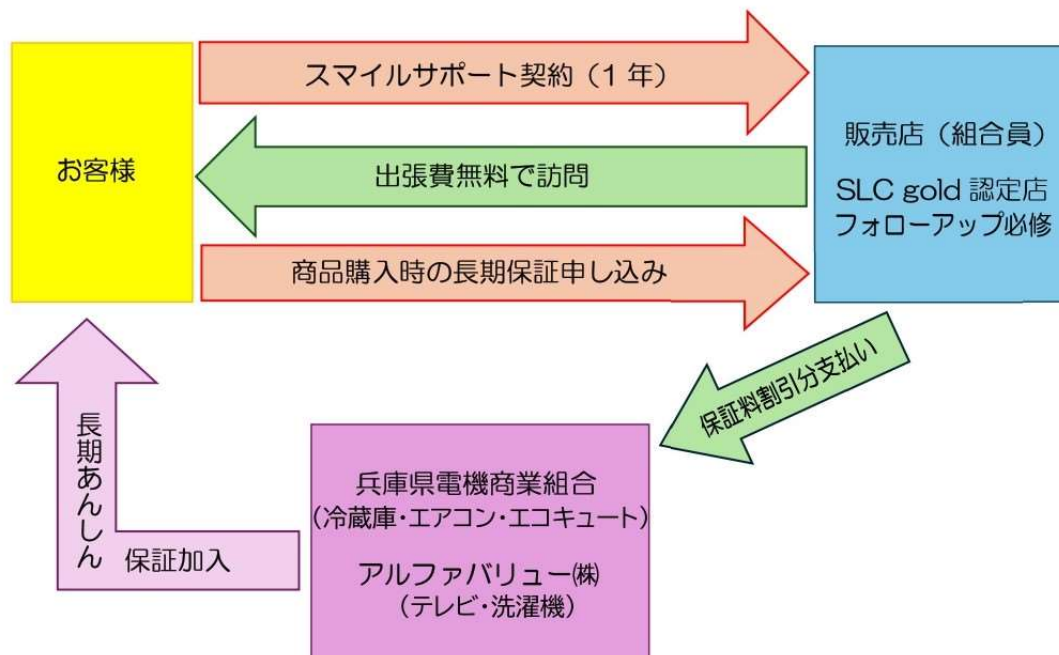 スマイルサポート契約（1年）
お客様
出張費無料で訪問
商品購入時の長期保証申し込み
販売店（組合員）
SLC gold 認定店
フォローアップ必修
保証料割引分支払い
兵庫県電機商業組合
（冷蔵庫・エアコン・エコキュート）
アルファバリュー㈱
（テレビ・洗濯機）
長期あんしん
保証加入